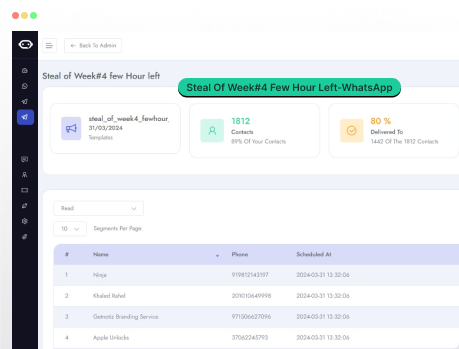 ← Back To Admin
Steal of Week#4 few Hour left
Steal Of Week#4 Few Hour Left-WhatsApp
steal_of_week4_fewhour_
31/03/2024
Templates
1812
Contacts
89% Of Your Contacts
80 %
Delivered To
1442 Of The 1812 Contacts
Read
10 Segments Per Page
# Name Phone Scheduled At
1 Ninja 919812143197 2024-03-31 13:32:06
2 Khaled Rahel 201010649998 2024-03-31 13:32:06
3 Getnotiz Branding Service 971506627096 2024-03-31 13:32:06
4 Apple Unlocks 37062245793 2024-03-31 13:32:06